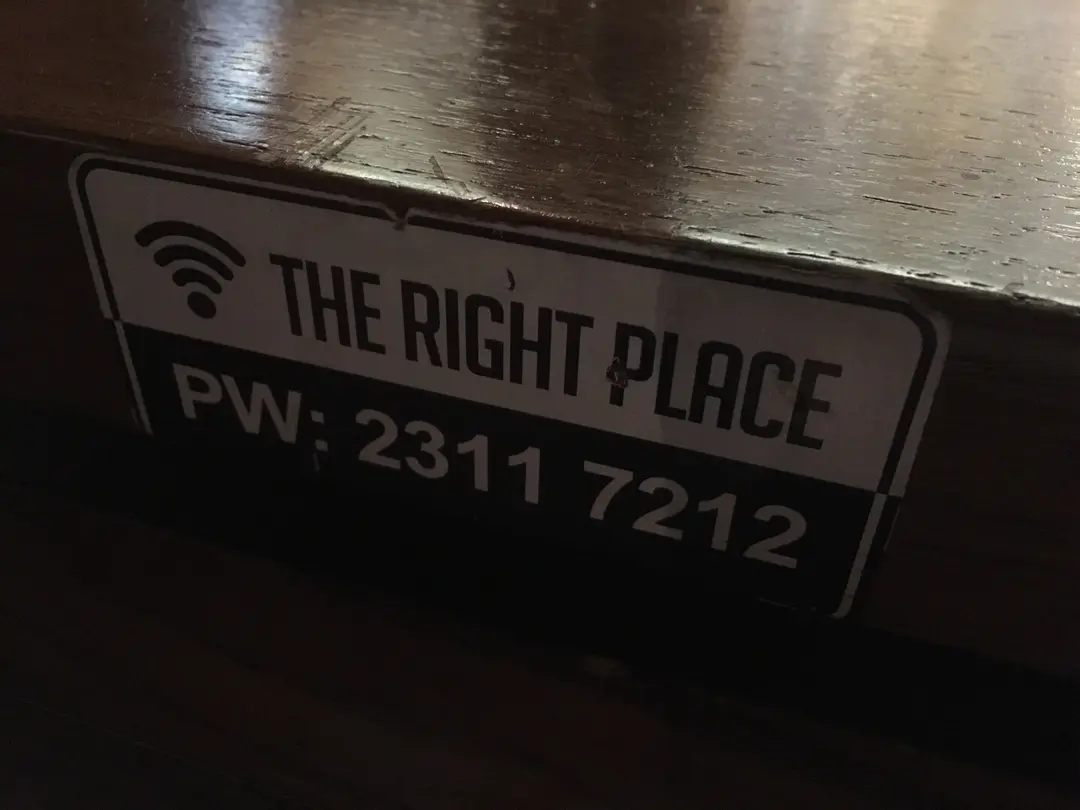 THE RIGHT PLACE
PW: 2311 7212